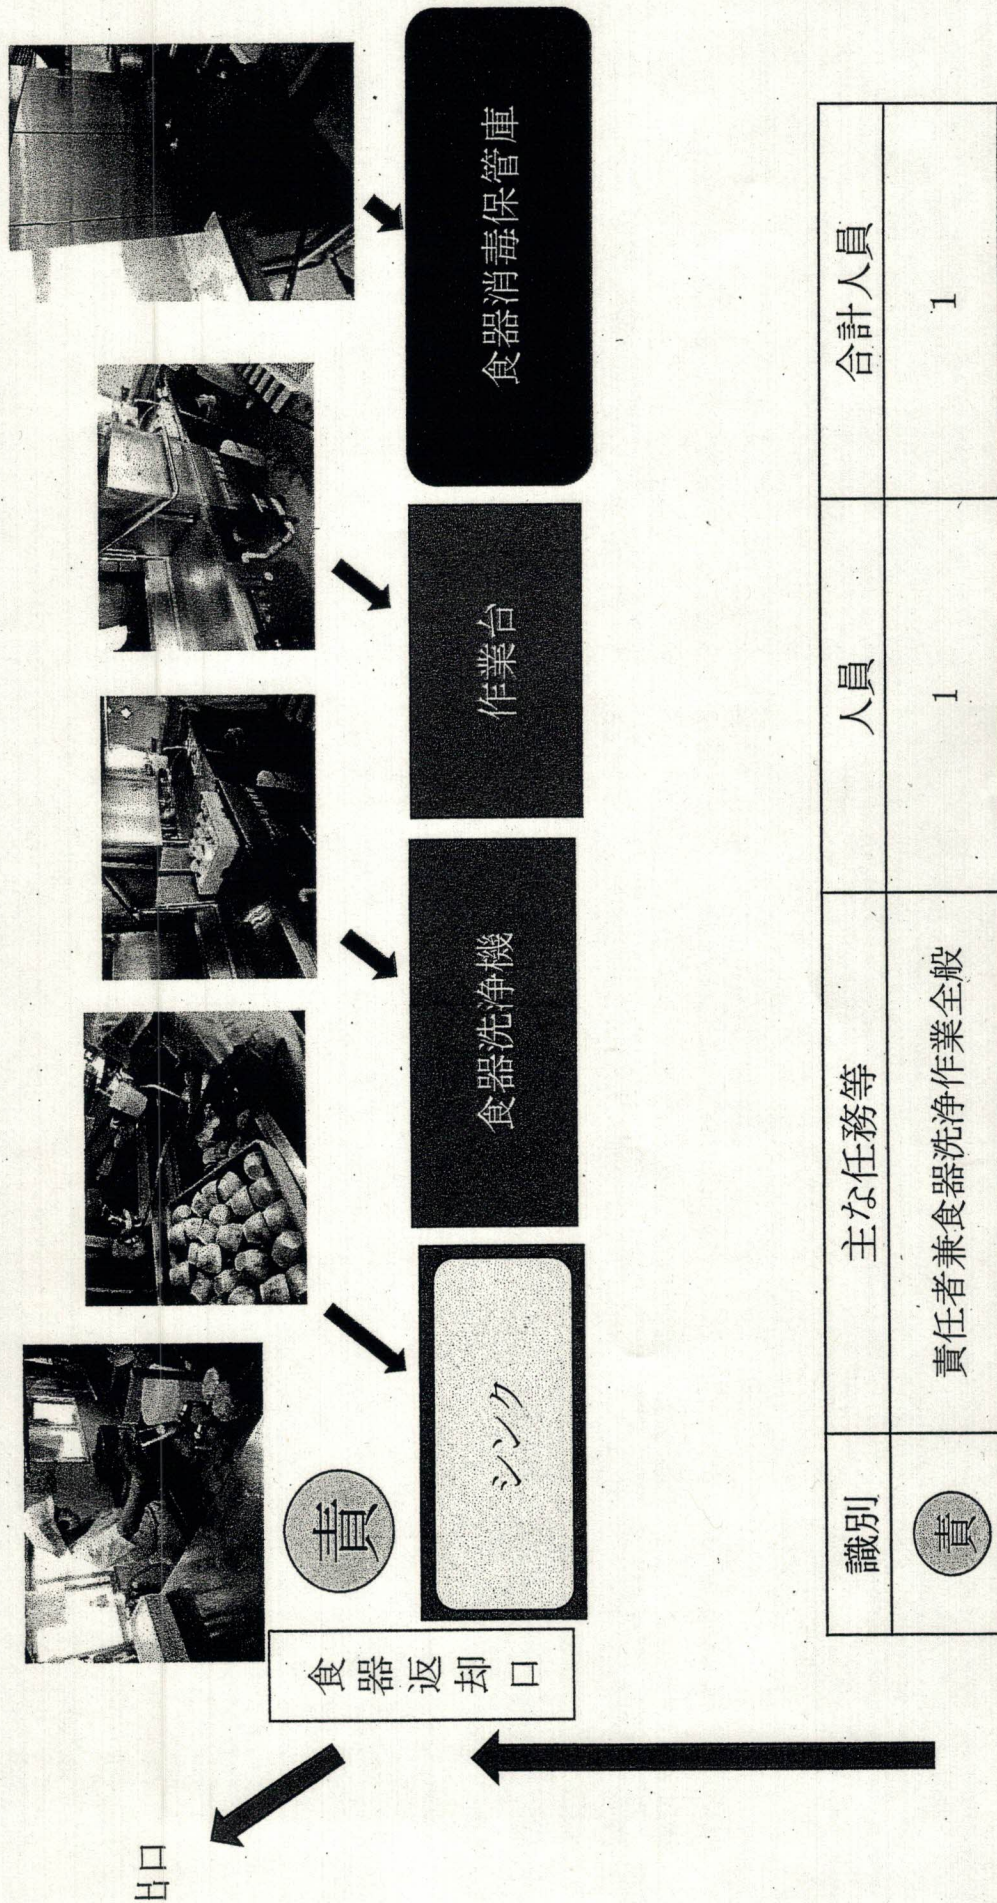 出口
食器返却口
責
シンク
食器洗浄機
作業台
食器消毒保管庫
識別 主な任務等 人員 合計人員
責 責任者兼食器洗浄作業全般 1 1